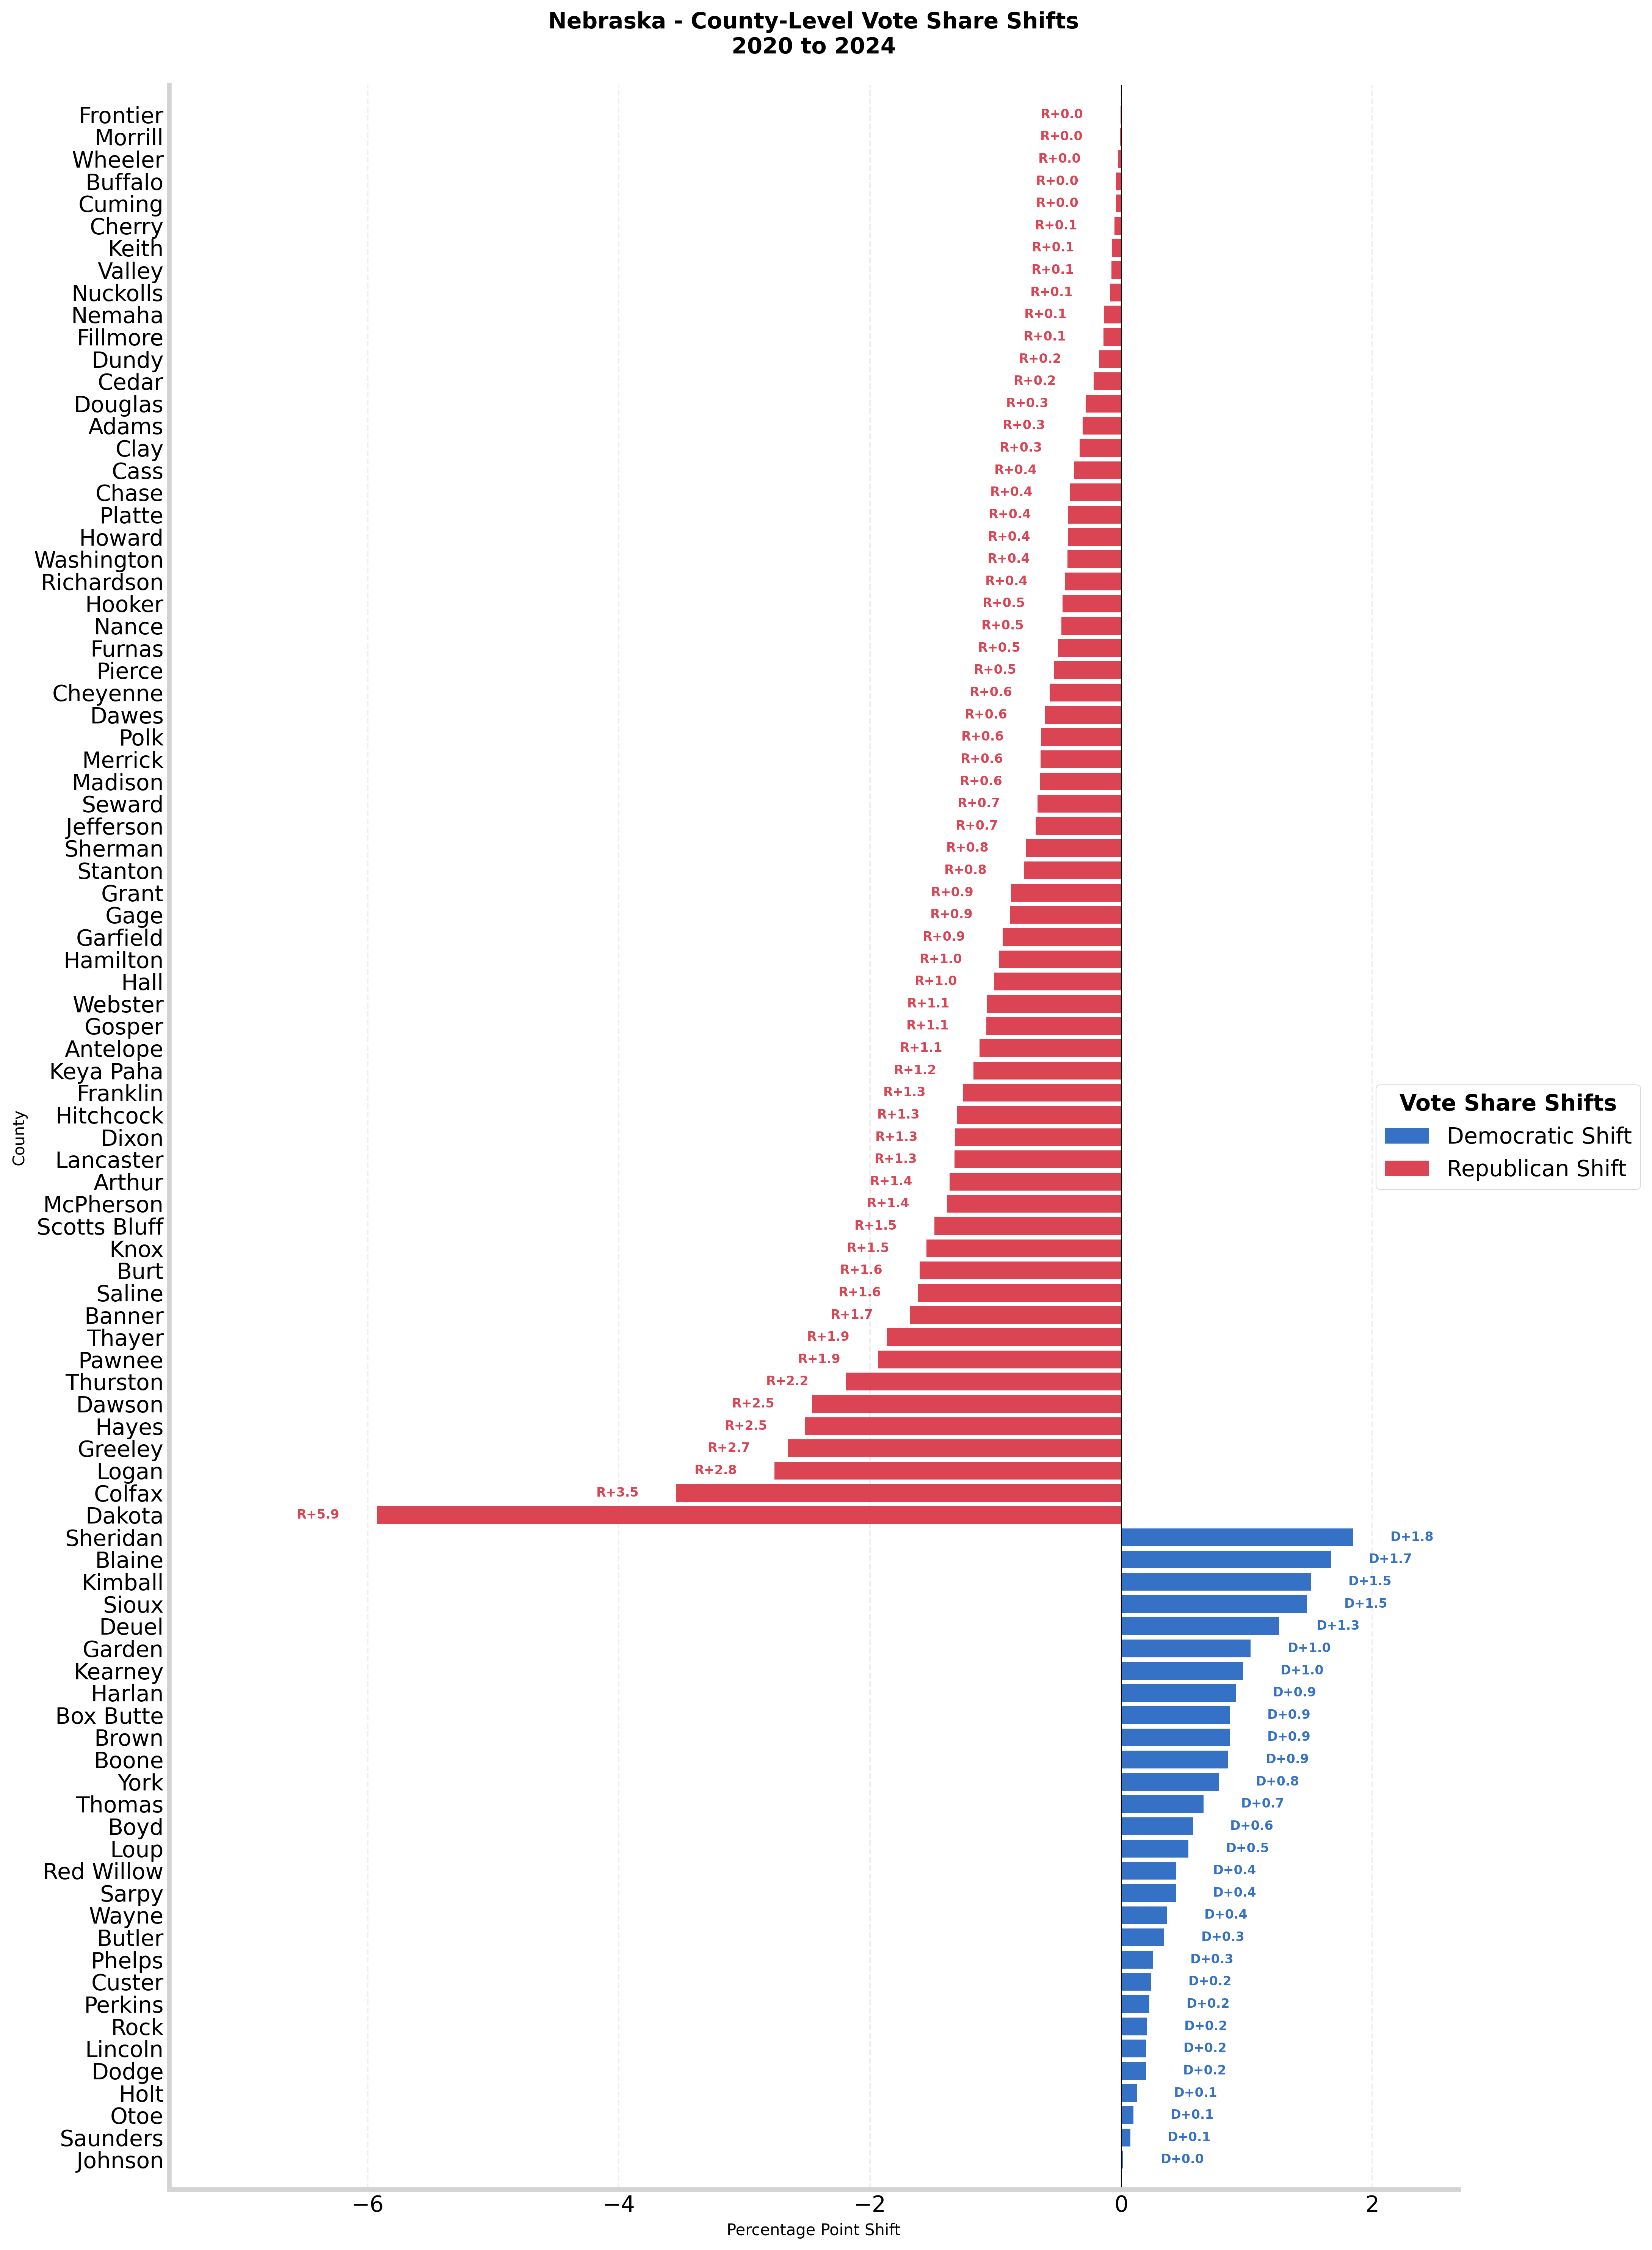 Nebraska - County-Level Vote Share Shifts
2020 to 2024
Frontier R+0.0
Morrill R+0.0
Wheeler R+0.0
Buffalo R+0.0
Cuming R+0.0
Cherry R+0.1
Keith R+0.1
Valley R+0.1
Nuckolls R+0.1
Nemaha R+0.1
Fillmore R+0.1
Dundy R+0.2
Cedar R+0.2
Douglas R+0.3
Adams R+0.3
Clay R+0.3
Cass R+0.4
Chase R+0.4
Platte R+0.4
Howard R+0.4
Washington R+0.4
Richardson R+0.4
Hooker R+0.5
Nance R+0.5
Furnas R+0.5
Pierce R+0.5
Cheyenne R+0.6
Dawes R+0.6
Polk R+0.6
Merrick R+0.6
Madison R+0.6
Seward R+0.7
Jefferson R+0.7
Sherman R+0.8
Stanton R+0.8
Grant R+0.9
Gage R+0.9
Garfield R+0.9
Hamilton R+1.0
Hall R+1.0
Webster R+1.1
Gosper R+1.1
Antelope R+1.1
Keya Paha R+1.2
Franklin R+1.3
Hitchcock R+1.3
Dixon R+1.3
Lancaster R+1.3
Arthur R+1.4
McPherson R+1.4
Scotts Bluff R+1.5
Knox R+1.5
Burt R+1.6
Saline R+1.6
Banner R+1.7
Thayer R+1.9
Pawnee R+1.9
Thurston R+2.2
Dawson R+2.5
Hayes R+2.5
Greeley R+2.7
Logan R+2.8
Colfax R+3.5
Dakota R+5.9
Sheridan D+1.8
Blaine D+1.7
Kimball D+1.5
Sioux D+1.5
Deuel D+1.3
Garden D+1.0
Kearney D+1.0
Harlan D+0.9
Box Butte D+0.9
Brown D+0.9
Boone D+0.9
York D+0.8
Thomas D+0.7
Boyd D+0.6
Loup D+0.5
Red Willow D+0.4
Sarpy D+0.4
Wayne D+0.4
Butler D+0.3
Phelps D+0.3
Custer D+0.2
Perkins D+0.2
Rock D+0.2
Lincoln D+0.2
Dodge D+0.2
Holt D+0.1
Otoe D+0.1
Saunders D+0.1
Johnson D+0.0
County
−6 −4 −2 0 2
Percentage Point Shift
Vote Share Shifts
Democratic Shift
Republican Shift